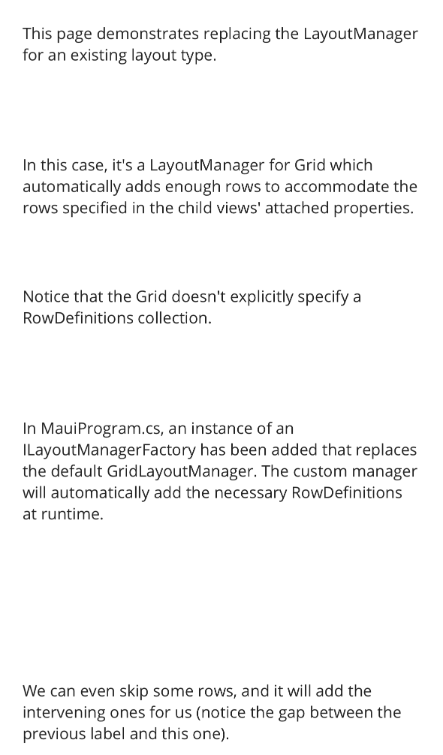 This page demonstrates replacing the LayoutManager
for an existing layout type.
In this case, it's a LayoutManager for Grid which
automatically adds enough rows to accommodate the
rows specified in the child views' attached properties.
Notice that the Grid doesn't explicitly specify a
RowDefinitions collection.
In MauiProgram.cs, an instance of an
ILayoutManagerFactory has been added that replaces
the default GridLayoutManager. The custom manager
will automatically add the necessary RowDefinitions
at runtime.
We can even skip some rows, and it will add the
intervening ones for us (notice the gap between the
previous label and this one).